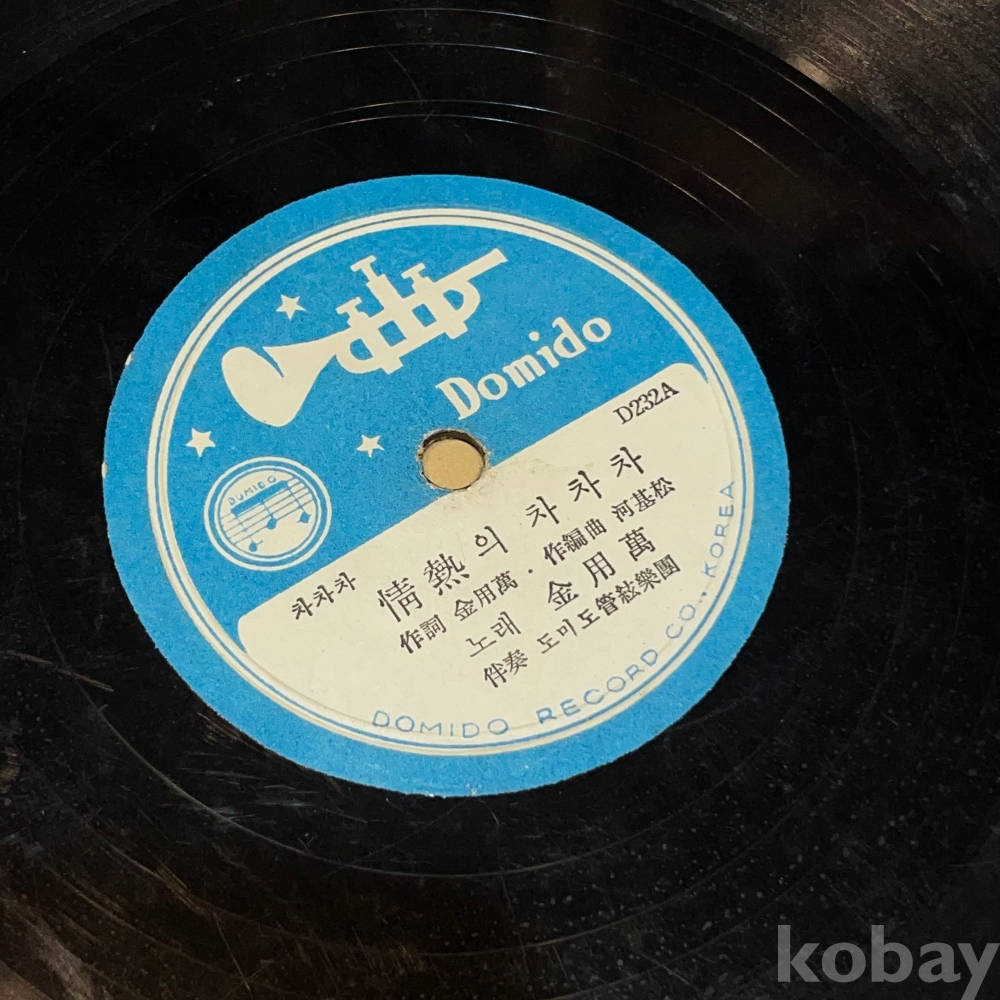 Domido
D232A
DOMIDO
차차차
情熱의 차차차
作詞 金用萬 · 作編曲 河基松
노래 金用萬
伴奏 도미도管絃樂團
DOMIDO RECORD CO., KOREA
kobay